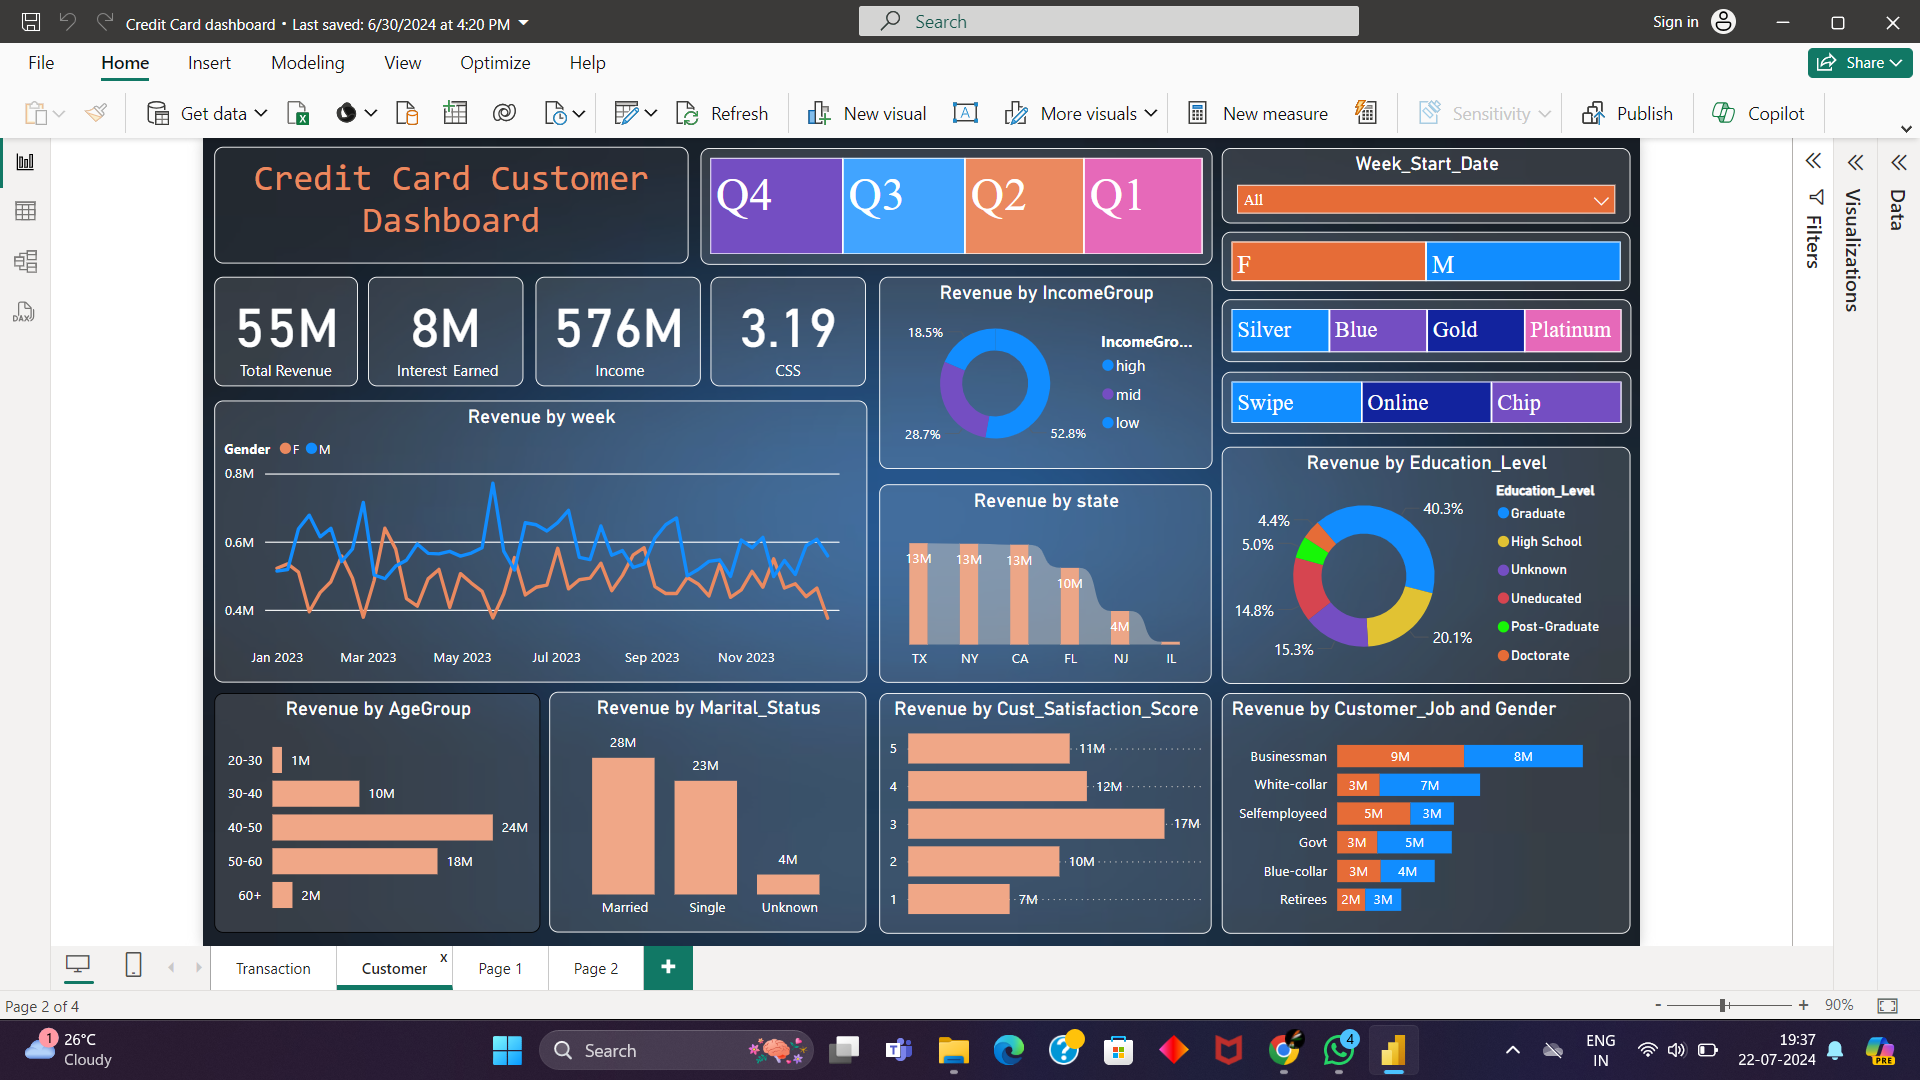 Credit Card dashboard • Last saved: 6/30/2024 at 4:20 PM
Search
Sign in
File
Home
Insert
Modeling
View
Optimize
Help
Share
Get data
Refresh
New visual
More visuals
New measure
Sensitivity
Publish
Copilot
Credit Card Customer
Dashboard
Q4
Q3
Q2
Q1
Week_Start_Date
All
F
M
Silver
Blue
Gold
Platinum
Swipe
Online
Chip
55M
Total Revenue
8M
Interest Earned
576M
Income
3.19
CSS
Revenue by IncomeGroup
18.5%
28.7%
52.8%
IncomeGro...
high
mid
low
Revenue by week
Gender
F
M
0.8M
0.6M
0.4M
Jan 2023
Mar 2023
May 2023
Jul 2023
Sep 2023
Nov 2023
Revenue by state
13M
13M
13M
10M
4M
TX
NY
CA
FL
NJ
IL
Revenue by Education_Level
40.3%
4.4%
5.0%
14.8%
15.3%
20.1%
Education_Level
Graduate
High School
Unknown
Uneducated
Post-Graduate
Doctorate
Revenue by AgeGroup
20-30 1M
30-40 10M
40-50 24M
50-60 18M
60+ 2M
Revenue by Marital_Status
28M
23M
4M
Married
Single
Unknown
Revenue by Cust_Satisfaction_Score
5 11M
4 12M
3 17M
2 10M
1 7M
Revenue by Customer_Job and Gender
Businessman 9M 8M
White-collar 3M 7M
Selfemployeed 5M 3M
Govt 3M 5M
Blue-collar 3M 4M
Retirees 2M 3M
Filters
Visualizations
Data
DAX
Transaction
Customer
x
Page 1
Page 2
+
Page 2 of 4
- + 90%
1
26°C
Cloudy
Search
4
ENG
IN
19:37
22-07-2024
PRE